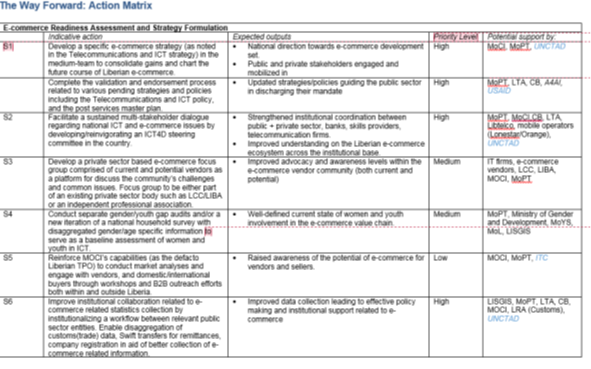 The Way Forward: Action Matrix
E-commerce Readiness Assessment and Strategy Formulation
Indicative action
Expected outputs
Priority Level
Potential support by:
S1
Develop a specific e-commerce strategy (as noted
in the Telecommunications and ICT strategy) in the
medium-team to consolidate gains and chart the
future course of Liberian e-commerce.
• National direction towards e-commerce development
set.
• Public and private stakeholders engaged and
mobilized in
High
MoCI, MoPT, UNCTAD
Complete the validation and endorsement process
related to various pending strategies and policies
including the Telecommunications and ICT policy,
and the post services master plan.
• Updated strategies/policies guiding the public sector
in discharging their mandate
High
MoPT, LTA, CB, A4AI,
USAID
S2
Facilitate a sustained multi-stakeholder dialogue
regarding national ICT and e-commerce issues by
developing/reinvigorating an ICT4D steering
committee in the country.
• Strengthened institutional coordination between
public + private sector, banks, skills providers,
telecommunication firms.
• Improved understanding on the Liberian e-commerce
ecosystem across the institutional base.
High
MoPT, MoCI,CB, LTA,
Libtelco, mobile operators
(Lonestar/Orange),
UNCTAD
S3
Develop a private sector based e-commerce focus
group comprised of current and potential vendors as
a platform for discuss the community's challenges
and common issues. Focus group to be either part
of an existing private sector body such as LCC/LIBA
or an independent professional association.
• Improved advocacy and awareness levels within the
e-commerce vendor community (both current and
potential)
Medium
IT firms, e-commerce
vendors, LCC, LIBA,
MOCI, MoPT
S4
Conduct separate gender/youth gap audits and/or a
new iteration of a national household survey with
disaggregated gender/age specific information to
serve as a baseline assessment of women and
youth in ICT.
• Well-defined current state of women and youth
involvement in the e-commerce value chain.
Medium
MoPT, Ministry of Gender
and Development, MoYS,
MoL, LISGIS
S5
Reinforce MOCI's capabilities (as the defacto
Liberian TPO) to conduct market analyses and
engage with vendors, and domestic/international
buyers through workshops and B2B outreach efforts
both within and outside Liberia.
• Raised awareness of the potential of e-commerce for
vendors and sellers.
Low
MOCI, MoPT, ITC
S6
Improve institutional collaboration related to e-
commerce related statistics collection by
institutionalizing a workflow between relevant public
sector entities. Enable disaggregation of
customs(trade) data, Swift transfers for remittances,
company registration in aid of better collection of e-
commerce related information.
• Improved data collection leading to effective policy
making and institutional support related to e-
commerce
High
LISGIS, MoPT, LTA, CB,
MOCI, LRA (Customs),
UNCTAD